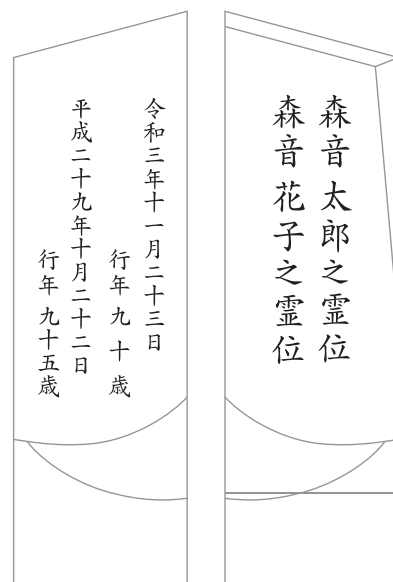 森音 太郎之霊位
森音 花子之霊位
令和三年十一月二十三日
行年 九十歳
平成二十九年十月二十二日
行年 九十五歳